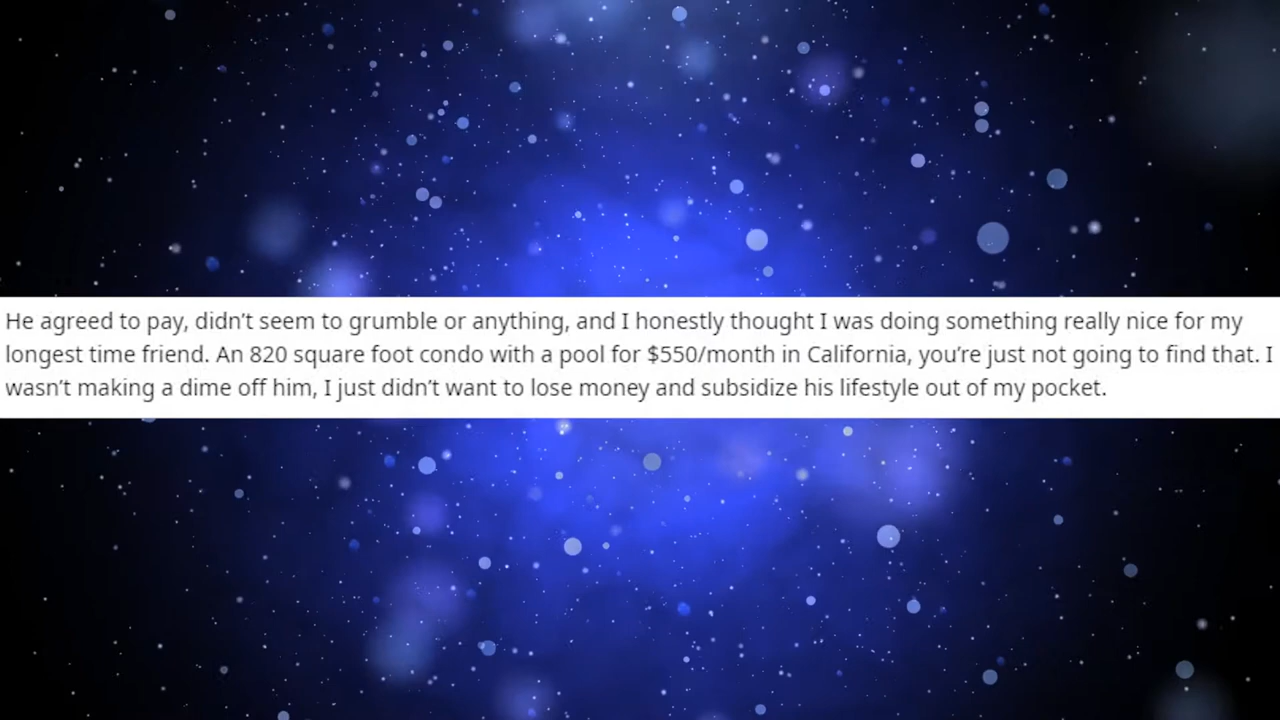 He agreed to pay, didn’t seem to grumble or anything, and I honestly thought I was doing something really nice for my
longest time friend. An 820 square foot condo with a pool for $550/month in California, you’re just not going to find that. I
wasn’t making a dime off him, I just didn’t want to lose money and subsidize his lifestyle out of my pocket.